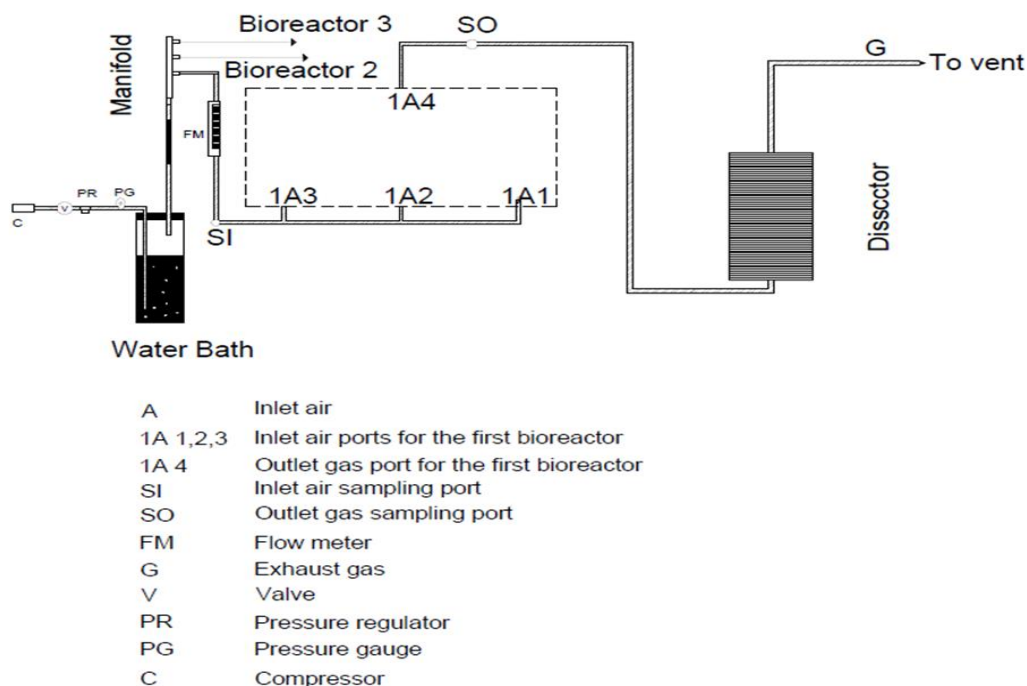 Bioreactor 3
SO
Manifold
Bioreactor 2
G
To vent
1A4
FM
1A3
1A2
1A1
PR
PG
V
C
SI
Disscctor
Water Bath
A Inlet air
1A 1,2,3 Inlet air ports for the first bioreactor
1A 4 Outlet gas port for the first bioreactor
SI Inlet air sampling port
SO Outlet gas sampling port
FM Flow meter
G Exhaust gas
V Valve
PR Pressure regulator
PG Pressure gauge
C Compressor